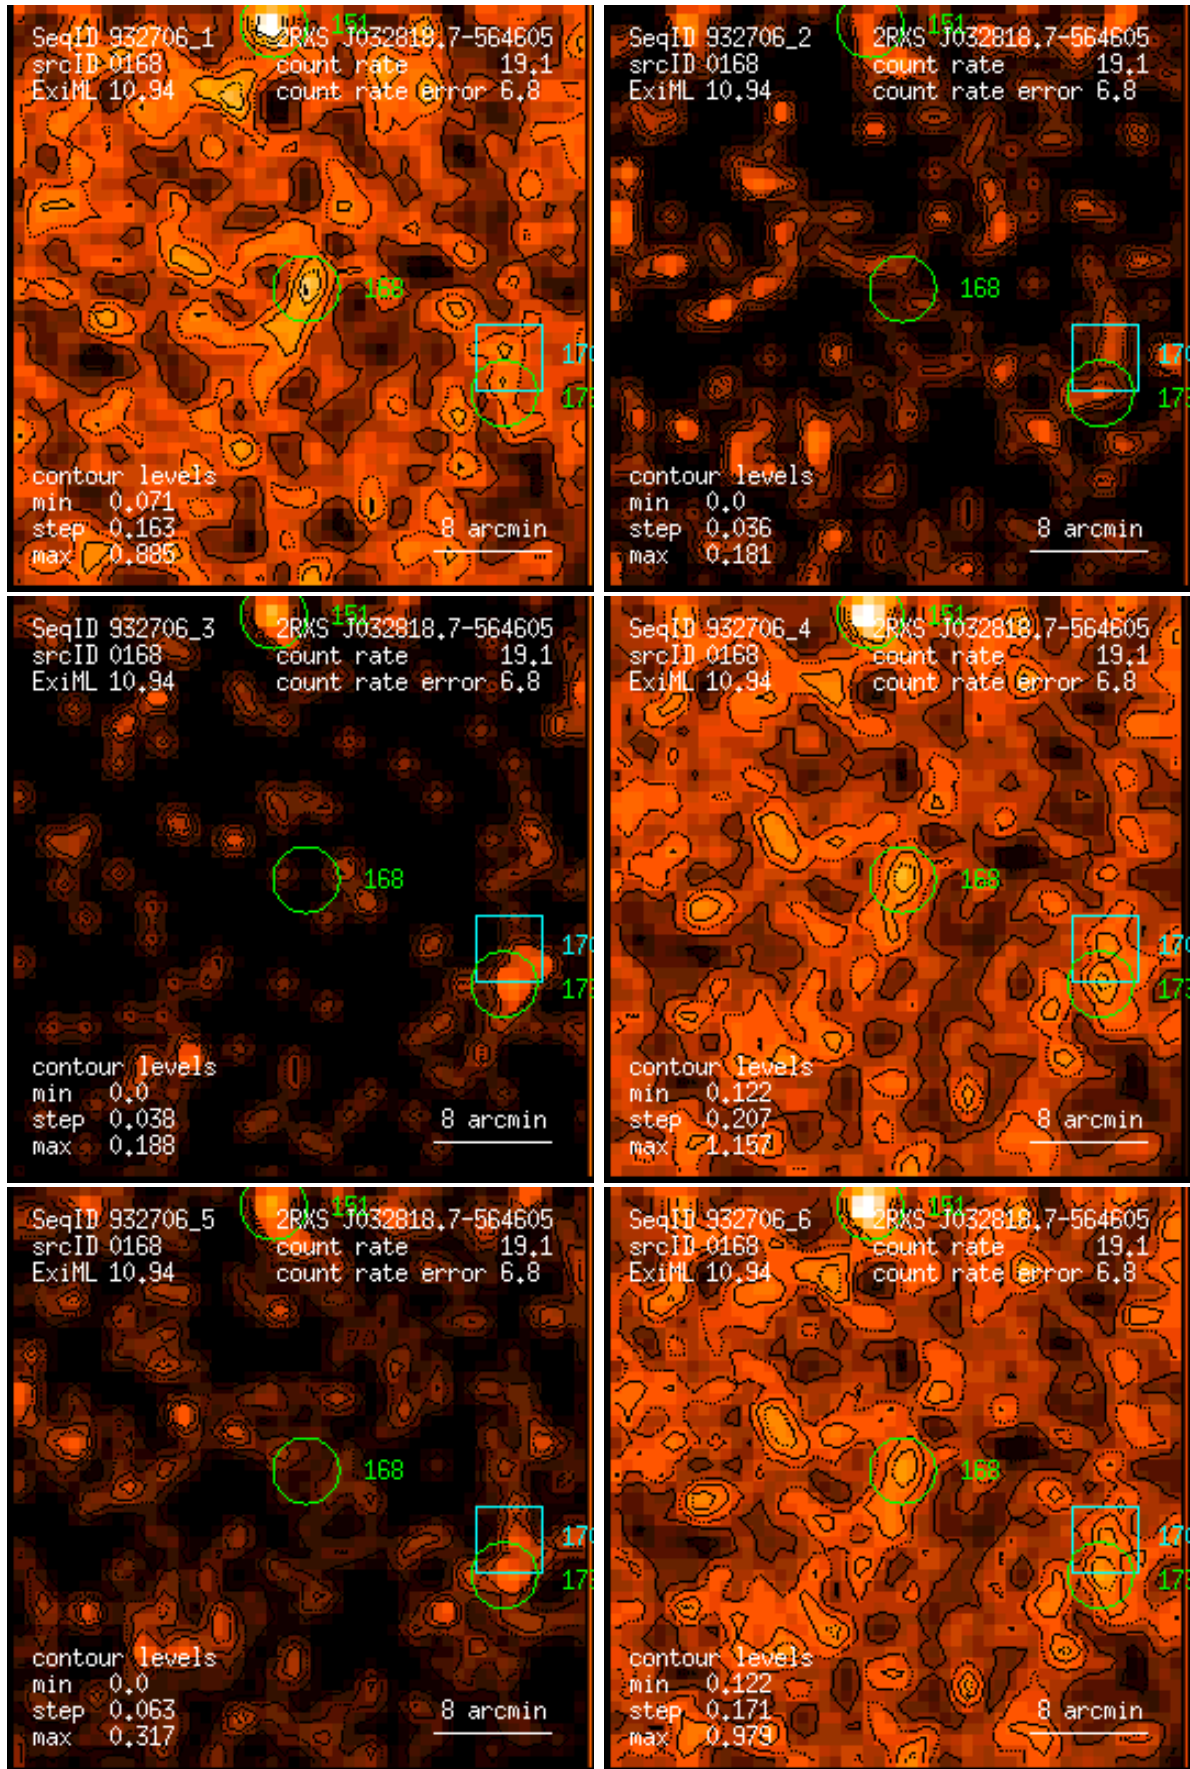 SeqID 932706_1 2RXS J032818.7-564605
151
srcID 0168 count rate 19.1
ExiML 10.94 count rate error 6.8
168
170
173
contour levels
min 0.071
step 0.163
max 0.885
8 arcmin
SeqID 932706_2 2RXS J032818.7-564605
151
srcID 0168 count rate 19.1
ExiML 10.94 count rate error 6.8
168
contour levels
min 0.0
step 0.036
max 0.181
8 arcmin
SeqID 932706_3 2RXS J032818.7-564605
151
srcID 0168 count rate 19.1
ExiML 10.94 count rate error 6.8
168
contour levels
min 0.0
step 0.038
max 0.188
8 arcmin
SeqID 932706_4 2RXS J032818.7-564605
151
srcID 0168 count rate 19.1
ExiML 10.94 count rate error 6.8
168
contour levels
min 0.122
step 0.207
max 1.157
8 arcmin
SeqID 932706_5 2RXS J032818.7-564605
151
srcID 0168 count rate 19.1
ExiML 10.94 count rate error 6.8
168
contour levels
min 0.0
step 0.063
max 0.317
8 arcmin
SeqID 932706_6 2RXS J032818.7-564605
151
srcID 0168 count rate 19.1
ExiML 10.94 count rate error 6.8
168
contour levels
min 0.122
step 0.171
max 0.979
8 arcmin